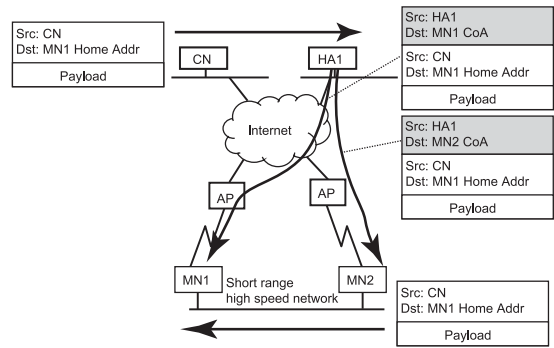 Src: CN
Dst: MN1 Home Addr
Payload
CN
HA1
Src: HA1
Dst: MN1 CoA
Src: CN
Dst: MN1 Home Addr
Payload
Src: HA1
Dst: MN2 CoA
Src: CN
Dst: MN1 Home Addr
Payload
Internet
AP
AP
MN1
Short range
high speed network
MN2
Src: CN
Dst: MN1 Home Addr
Payload